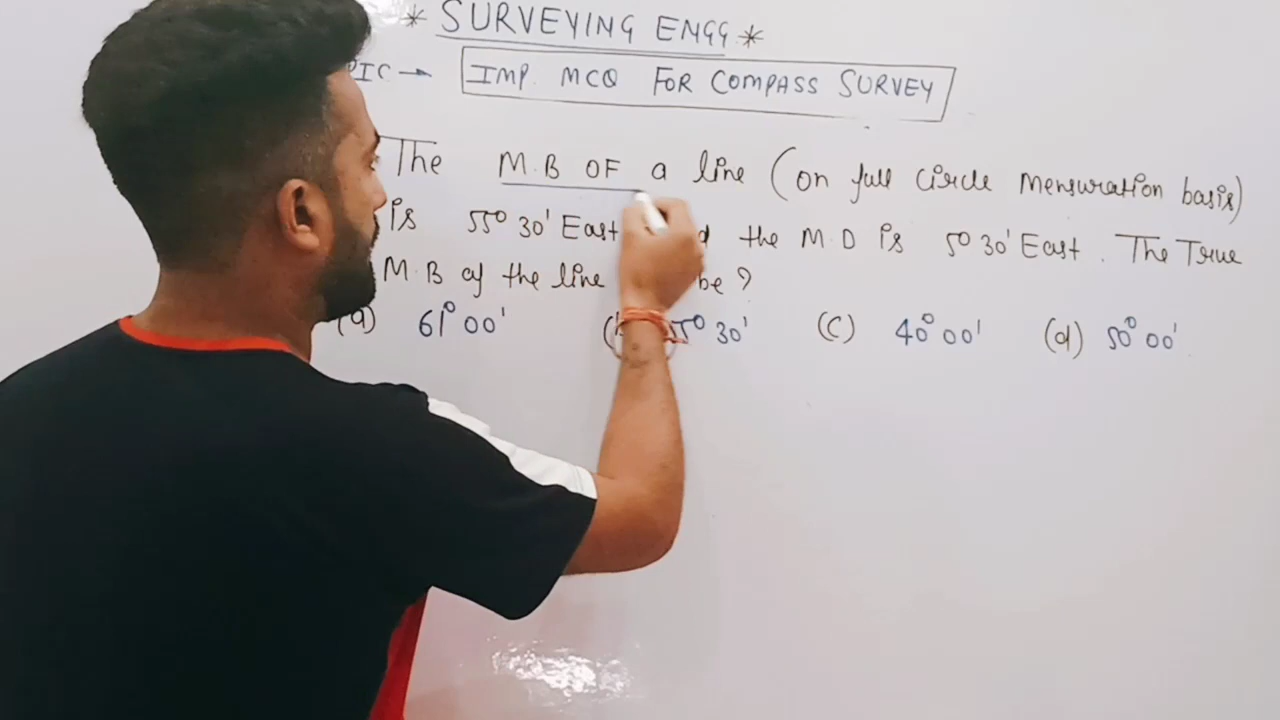 * SURVEYING ENGG *
PIC → IMP. MCQ FOR COMPASS SURVEY
The M.B OF a line (on full Circle Mensuration basis)
is 55° 30' East the M.D is 5° 30' East. The True
M.B of the line be ?
(a) 61° 00' 5° 30' (c) 40° 00' (d) 50° 00'